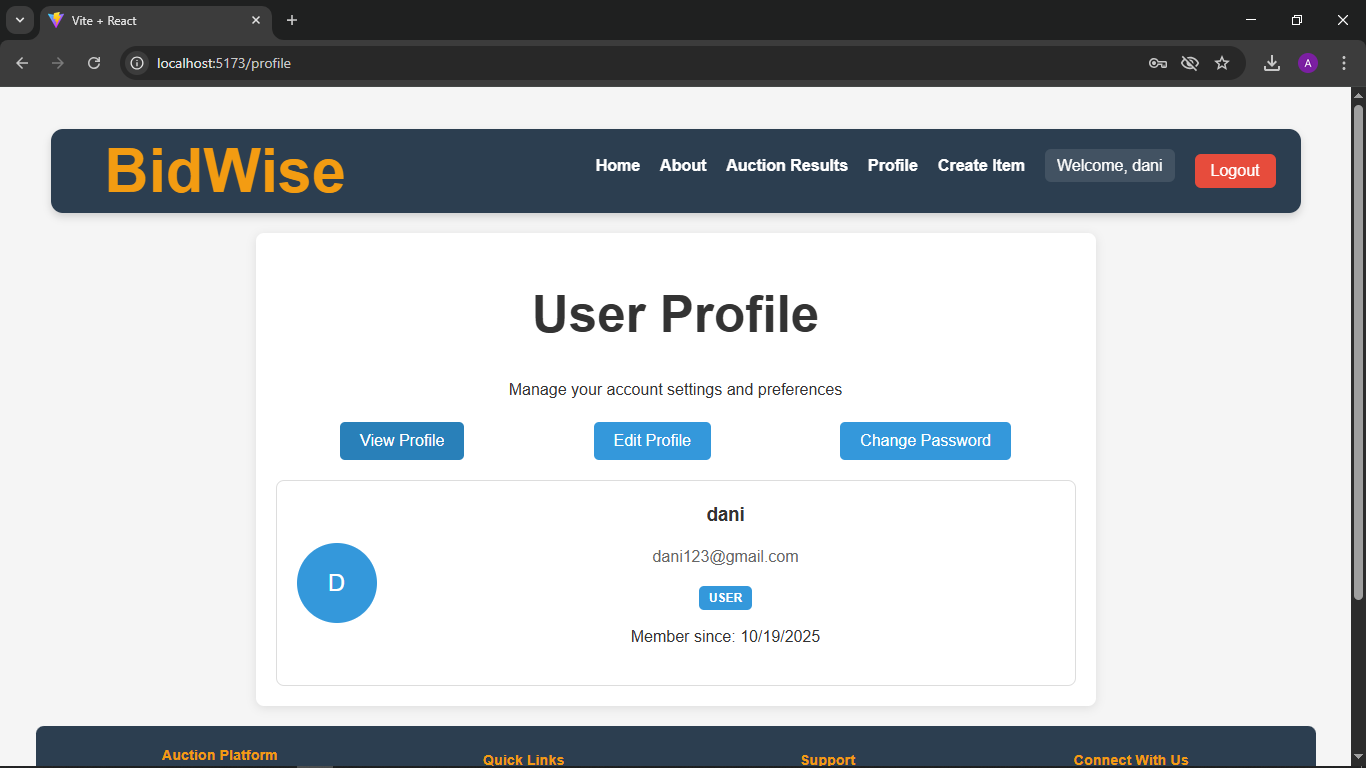 Vite + React
localhost:5173/profile
A
BidWise
Home About Auction Results Profile Create Item Welcome, dani Logout
User Profile
Manage your account settings and preferences
View Profile Edit Profile Change Password
dani
dani123@gmail.com
D
USER
Member since: 10/19/2025
Auction Platform Quick Links Support Connect With Us